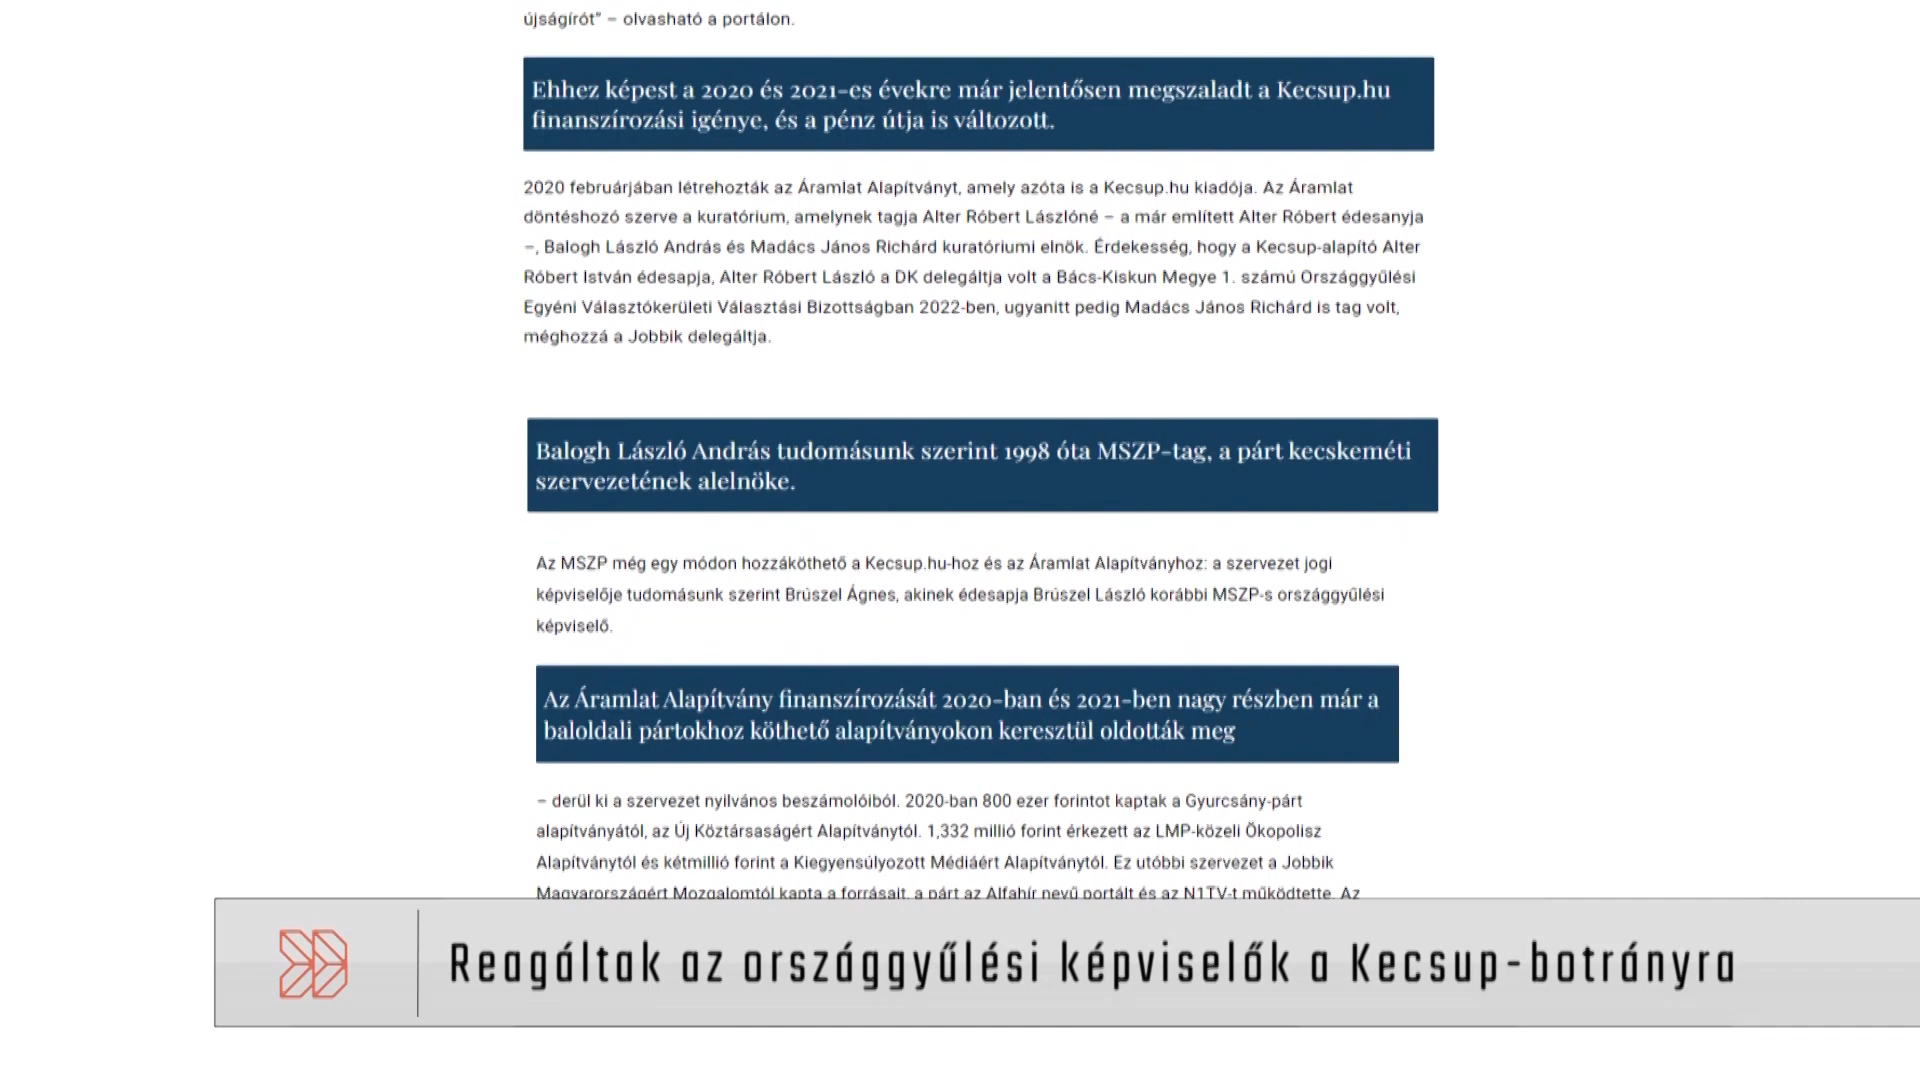 újságírót” – olvasható a portálon.
Ehhez képest a 2020 és 2021-es évekre már jelentősen megszaladt a Kecsup.hu
finanszírozási igénye, és a pénz útja is változott.
2020 februárjában létrehozták az Áramlat Alapítványt, amely azóta is a Kecsup.hu kiadója. Az Áramlat
döntéshozó szerve a kuratórium, amelynek tagja Alter Róbert Lászlóné – a már említett Alter Róbert édesanyja
–, Balogh László András és Madács János Richárd kuratóriumi elnök. Érdekesség, hogy a Kecsup-alapító Alter
Róbert István édesapja, Alter Róbert László a DK delegáltja volt a Bács-Kiskun Megye 1. számú Országgyűlési
Egyéni Választókerületi Választási Bizottságban 2022-ben, ugyanitt pedig Madács János Richárd is tag volt,
méghozzá a Jobbik delegáltja.
Balogh László András tudomásunk szerint 1998 óta MSZP-tag, a párt kecskeméti
szervezetének alelnöke.
Az MSZP még egy módon hozzáköthető a Kecsup.hu-hoz és az Áramlat Alapítványhoz: a szervezet jogi
képviselője tudomásunk szerint Brúszel Ágnes, akinek édesapja Brúszel László korábbi MSZP-s országgyűlési
képviselő.
Az Áramlat Alapítvány finanszírozását 2020-ban és 2021-ben nagy részben már a
baloldali pártokhoz köthető alapítványokon keresztül oldották meg
– derül ki a szervezet nyilvános beszámolóiból. 2020-ban 800 ezer forintot kaptak a Gyurcsány-párt
alapítványától, az Új Köztársaságért Alapítványtól. 1,332 millió forint érkezett az LMP-közeli Ökopolisz
Alapítványtól és kétmillió forint a Kiegyensúlyozott Médiáért Alapítványtól. Ez utóbbi szervezet a Jobbik
Magyarországért Mozgalomtól kapta a forrásait, a párt az Alfahír nevű portált és az N1TV-t működtette. Az
Reagáltak az országgyűlési képviselők a Kecsup-botrányra